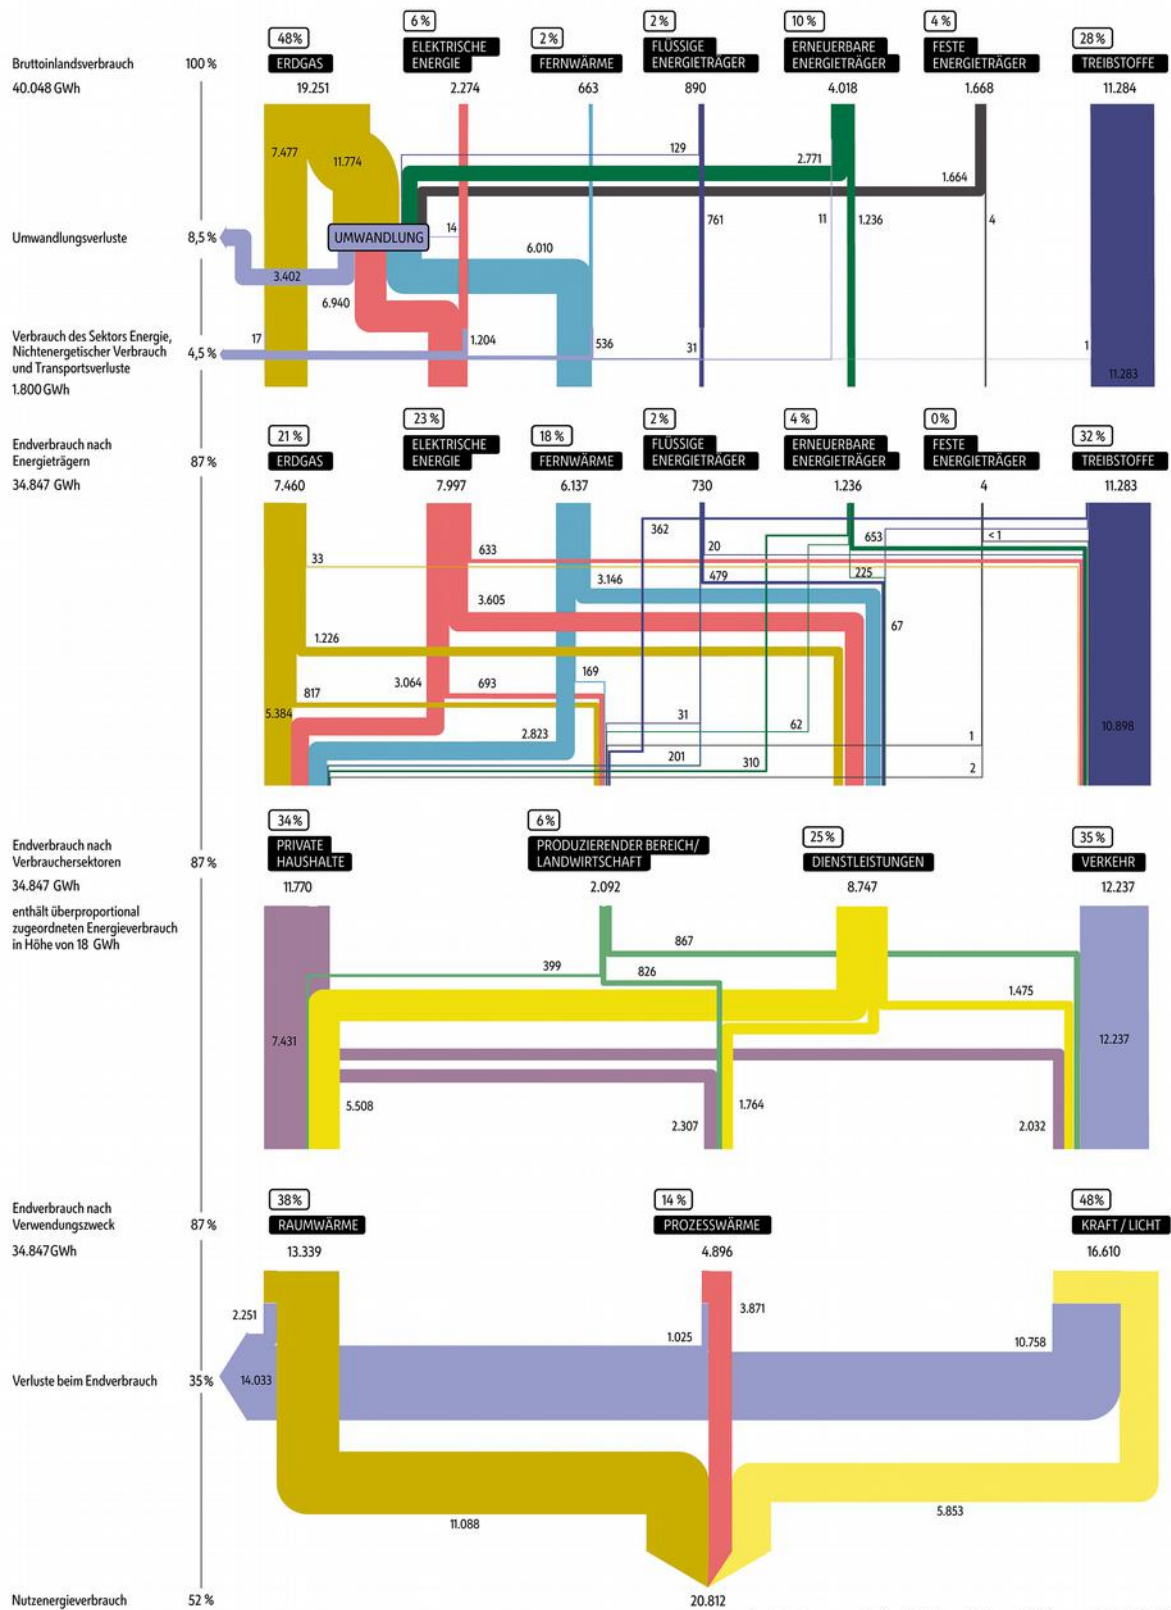 48%
6 %
2 %
2 %
10 %
4 %
28 %
Bruttoinlandsverbrauch
100 %
ERDGAS
ELEKTRISCHE
ENERGIE
FERNWÄRME
FLÜSSIGE
ENERGIETRÄGER
ERNEUERBARE
ENERGIETRÄGER
FESTE
ENERGIETRÄGER
TREIBSTOFFE
40.048 GWh
19.251
2.274
663
890
4.018
1.668
11.284
7.477
11.774
129
2.771
1.664
14
761
11
1.236
4
Umwandlungsverluste
8,5 %
UMWANDLUNG
6.010
3.402
6.940
Verbrauch des Sektors Energie,
Nichtenergetischer Verbrauch
und Transportsverluste
4,5 %
1.800 GWh
17
1.204
536
31
1
11.283
21 %
23 %
18 %
2 %
4 %
0%
32 %
Endverbrauch nach
Energieträgern
87 %
ERDGAS
ELEKTRISCHE
ENERGIE
FERNWÄRME
FLÜSSIGE
ENERGIETRÄGER
ERNEUERBARE
ENERGIETRÄGER
FESTE
ENERGIETRÄGER
TREIBSTOFFE
34.847 GWh
7.460
7.997
6.137
730
1.236
4
11.283
362
653
< 1
33
633
20
3.146
479
225
3.605
67
1.226
169
3.064
693
817
5.384
31
62
1
10.898
2.823
201
310
2
34%
6%
25 %
35 %
Endverbrauch nach
Verbrauchersektoren
87 %
PRIVATE
HAUSHALTE
PRODUZIERENDER BEREICH/
LANDWIRTSCHAFT
DIENSTLEISTUNGEN
VERKEHR
34.847 GWh
11.770
2.092
8.747
12.237
enthält überproportional
zugeordneten Energieverbrauch
in Höhe von 18 GWh
867
399
826
1.475
7.431
12.237
5.508
1.764
2.307
2.032
38%
14 %
48%
Endverbrauch nach
Verwendungszweck
87 %
RAUMWÄRME
PROZESSWÄRME
KRAFT / LICHT
34.847GWh
13.339
4.896
16.610
2.251
3.871
1.025
10.758
Verluste beim Endverbrauch
35%
14.033
11.088
5.853
Nutzenergieverbrauch
52 %
20.812